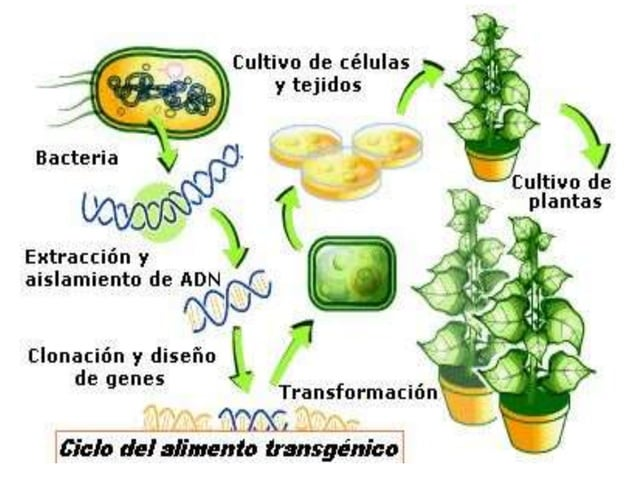 Cultivo de células
y tejidos
Bacteria
Cultivo de
plantas
Extracción y
aislamiento de ADN
Clonación y diseño
de genes
Transformación
Ciclo del alimento transgénico